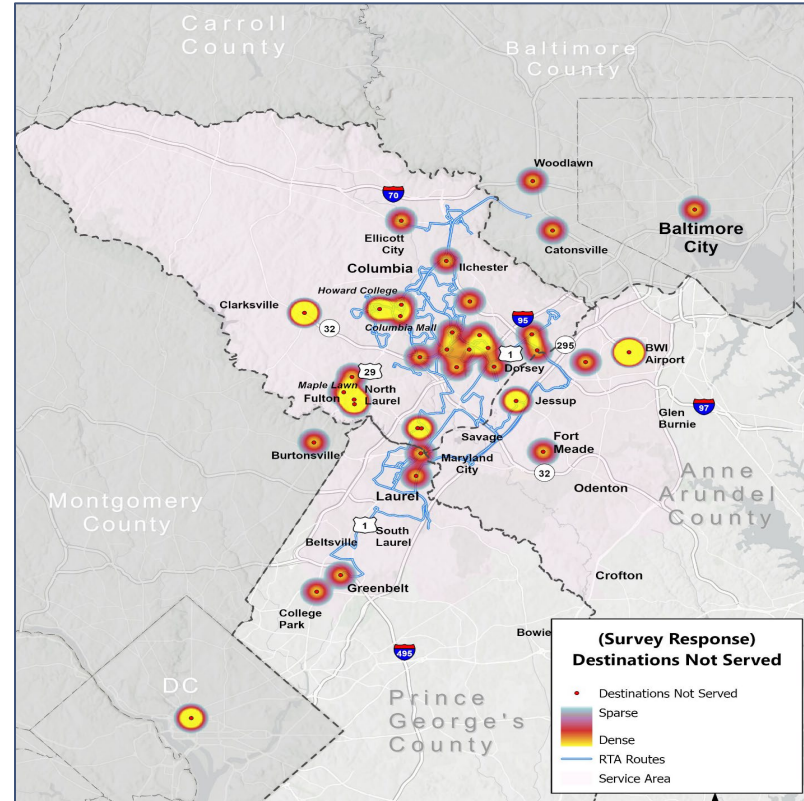 Carroll
County
Baltimore
County
Woodlawn
70
Baltimore
City
Ellicott
City
Catonsville
Columbia
Ilchester
Howard College
Clarksville
32
Columbia Mall
95
295
BWI
Airport
1
Dorsey
29
Maple Lawn
North
Laurel
Fulton
Jessup
97
Glen
Burnie
Savage
Fort
Meade
Burtonsville
Maryland
City
32
Odenton
Anne
Arundel
County
Laurel
Montgomery
County
1
South
Laurel
Beltsville
Crofton
Greenbelt
College
Park
Bowie
495
DC
Prince
George's
County
(Survey Response)
Destinations Not Served
Destinations Not Served
Sparse
Dense
RTA Routes
Service Area